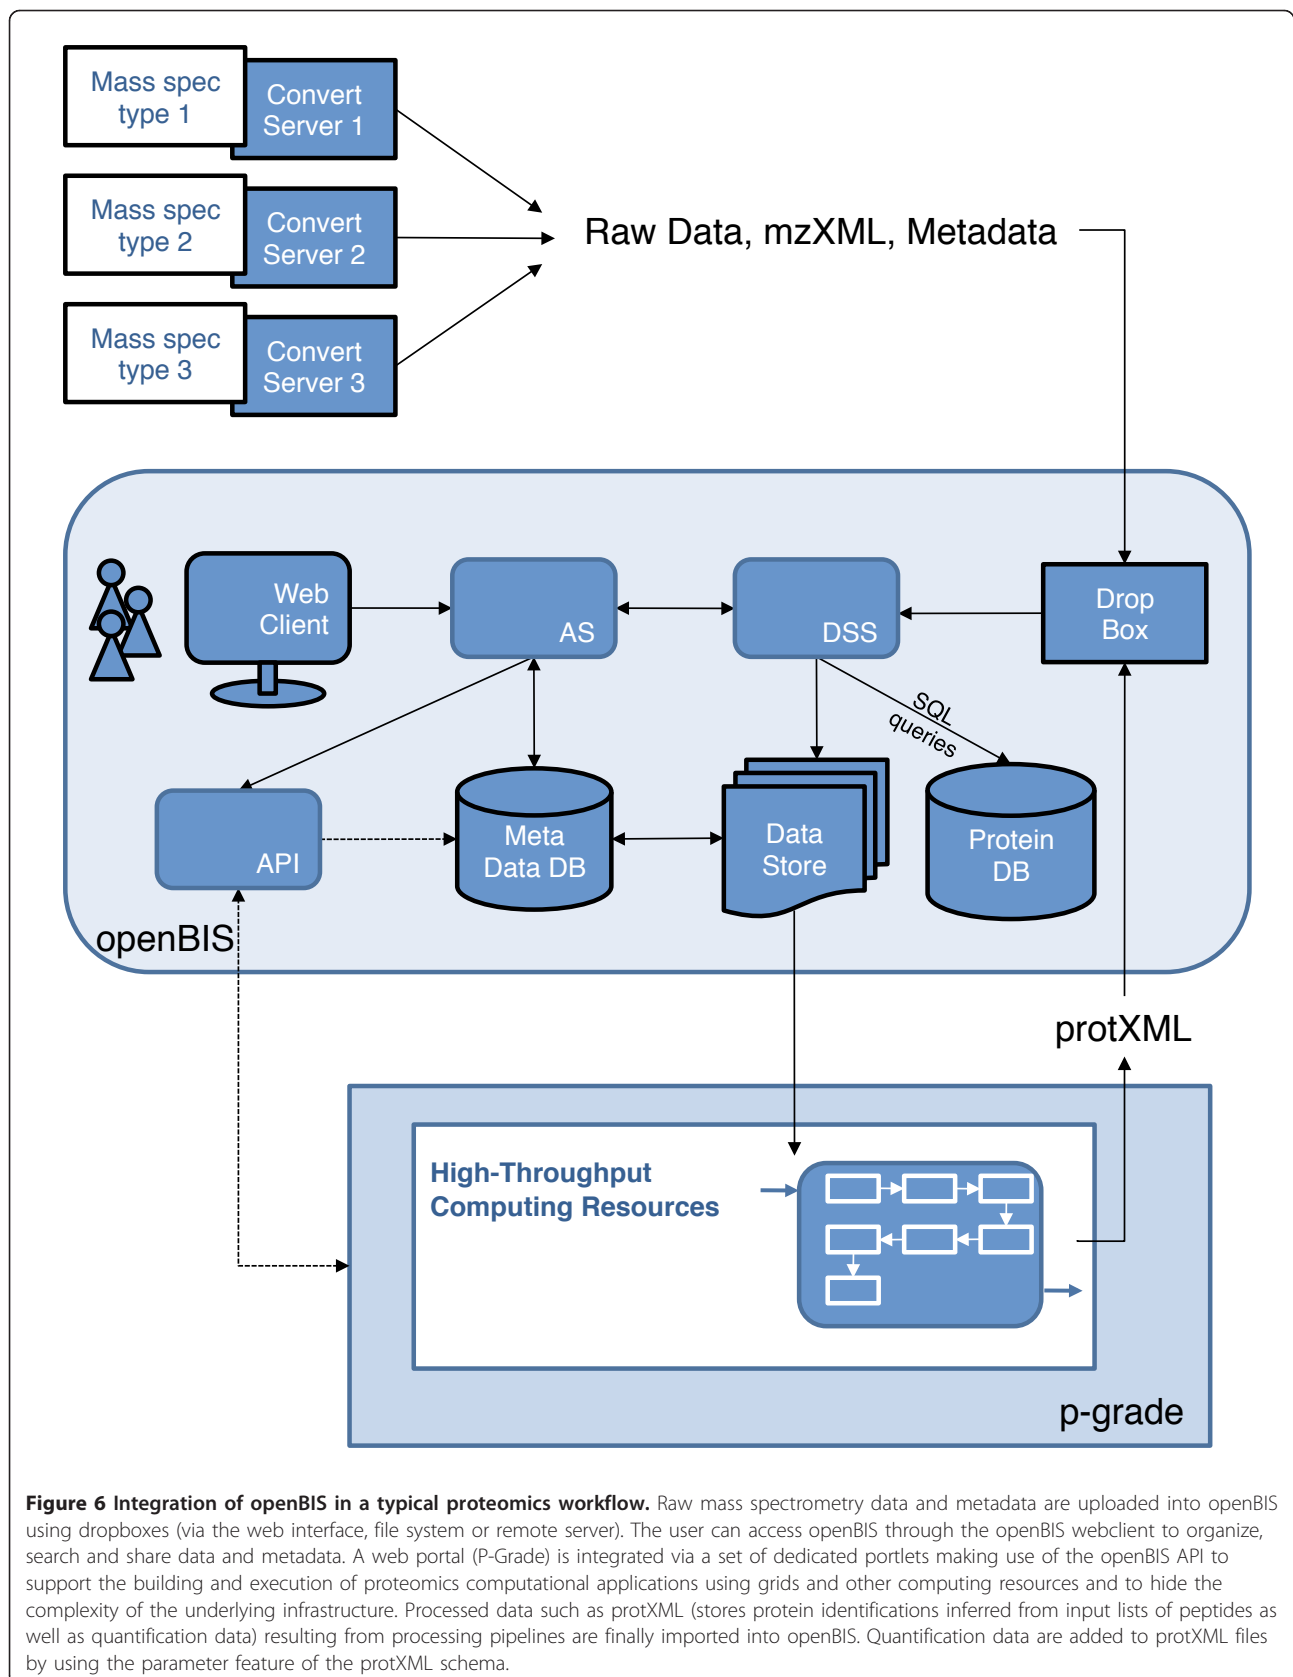 Mass spec
type 1
Convert
Server 1
Mass spec
type 2
Convert
Server 2
Mass spec
type 3
Convert
Server 3
Raw Data, mzXML, Metadata
Web
Client
AS
DSS
Drop
Box
SQL
queries
API
Meta
Data DB
Data
Store
Protein
DB
openBIS
protXML
High-Throughput
Computing Resources
p-grade
Figure 6 Integration of openBIS in a typical proteomics workflow. Raw mass spectrometry data and metadata are uploaded into openBIS
using dropboxes (via the web interface, file system or remote server). The user can access openBIS through the openBIS webclient to organize,
search and share data and metadata. A web portal (P-Grade) is integrated via a set of dedicated portlets making use of the openBIS API to
support the building and execution of proteomics computational applications using grids and other computing resources and to hide the
complexity of the underlying infrastructure. Processed data such as protXML (stores protein identifications inferred from input lists of peptides as
well as quantification data) resulting from processing pipelines are finally imported into openBIS. Quantification data are added to protXML files
by using the parameter feature of the protXML schema.